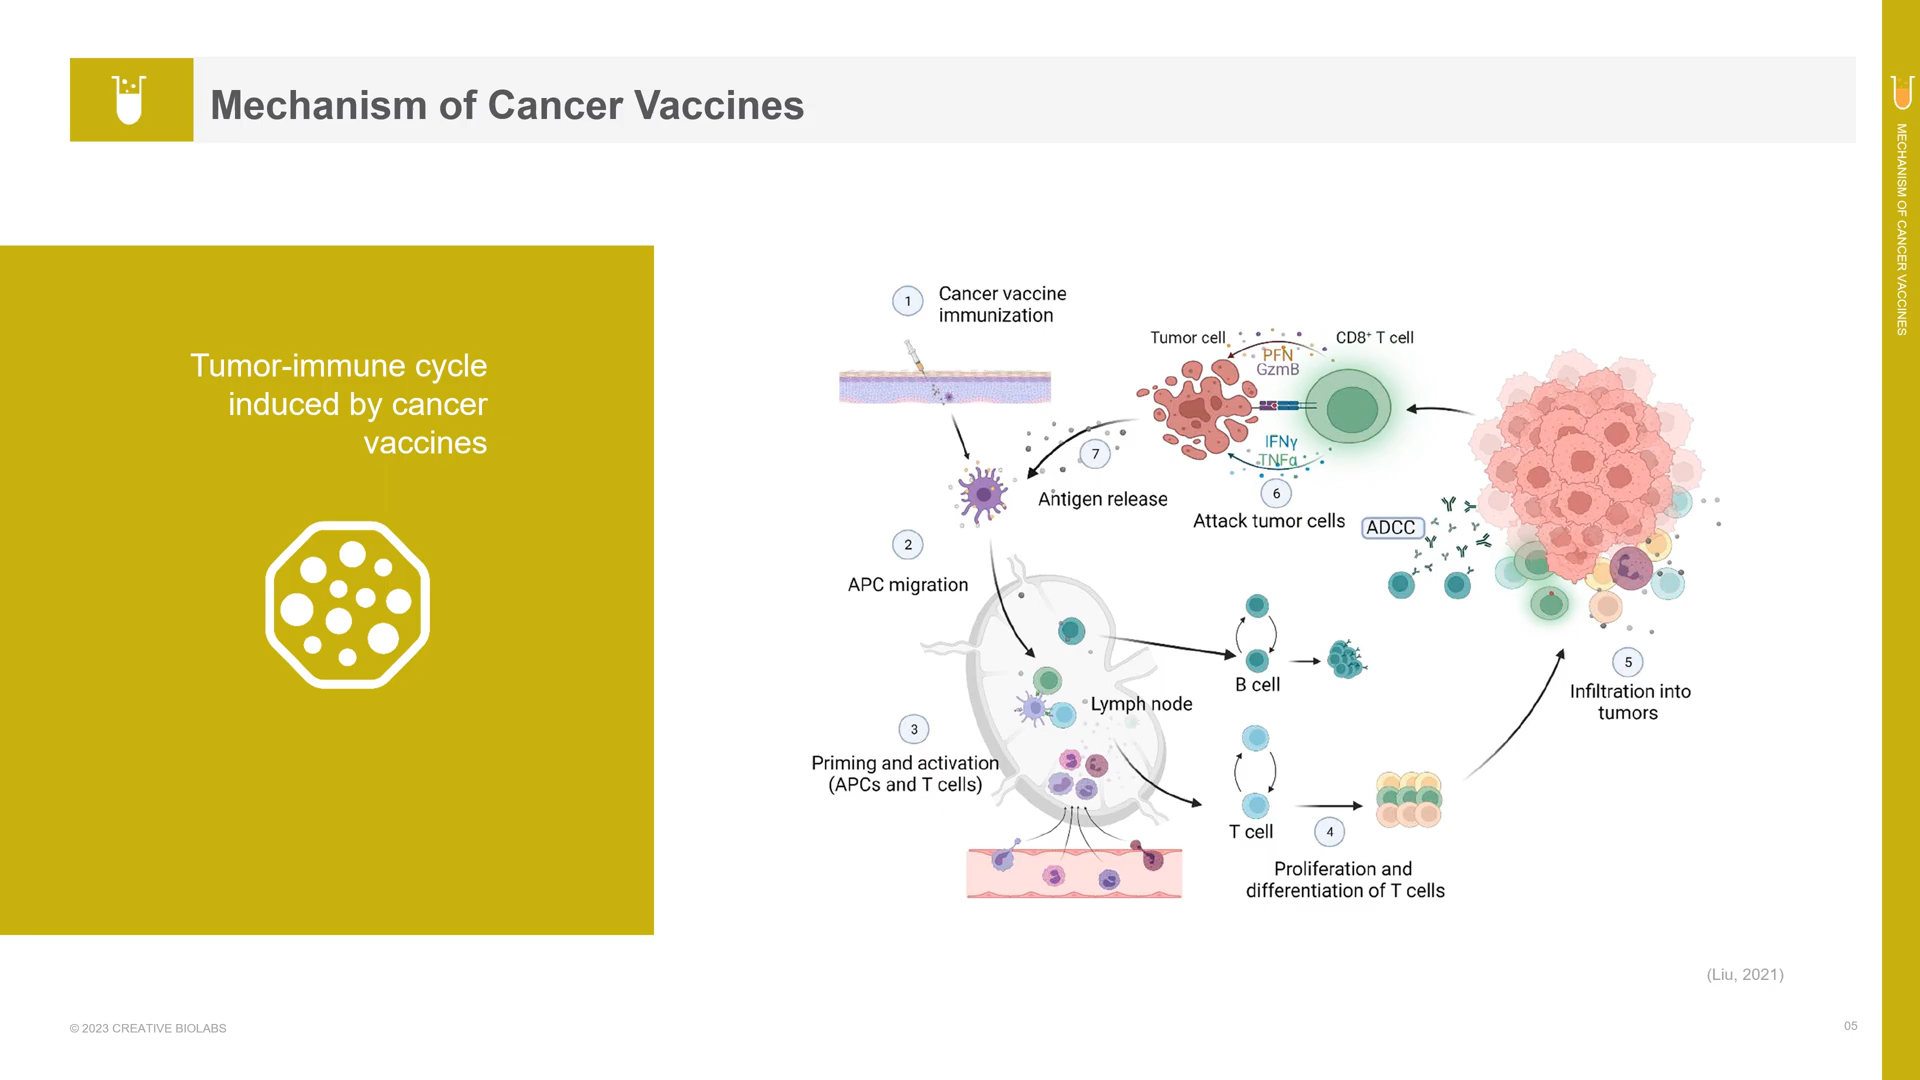 Mechanism of Cancer Vaccines
MECHANISM OF CANCER VACCINES
Tumor-immune cycle
induced by cancer
vaccines
1
Cancer vaccine
immunization
Tumor cell
CD8⁺ T cell
PFN
GzmB
IFNγ
TNFα
7
Antigen release
6
Attack tumor cells
ADCC
2
APC migration
B cell
Lymph node
5
Infiltration into
tumors
3
Priming and activation
(APCs and T cells)
T cell
4
Proliferation and
differentiation of T cells
(Liu, 2021)
© 2023 CREATIVE BIOLABS
05